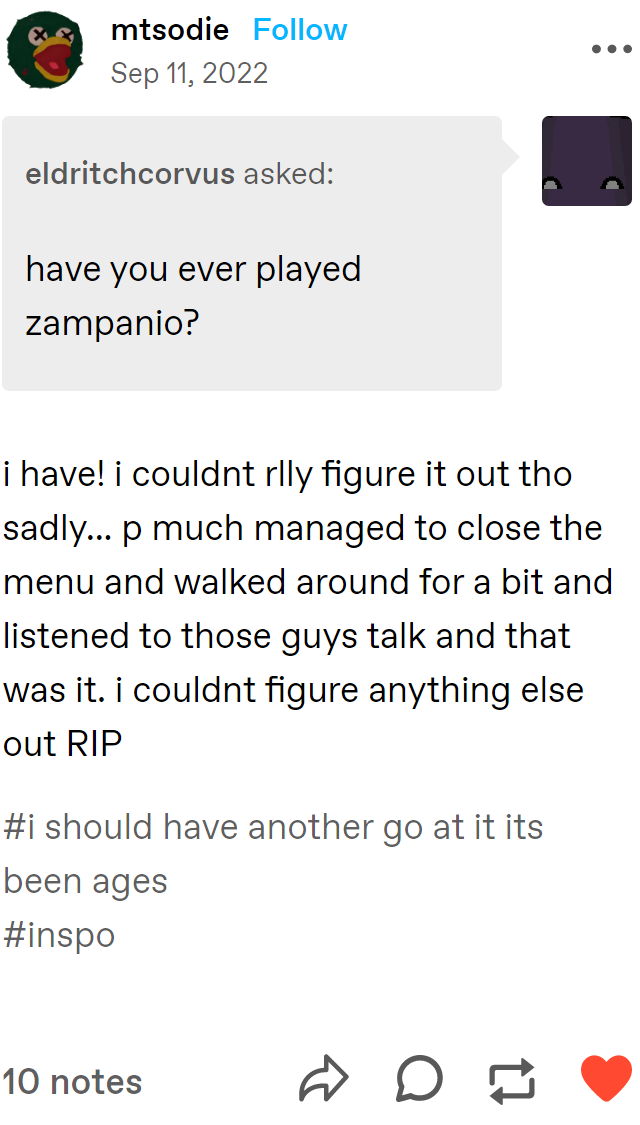 mtsodie Follow
Sep 11, 2022
eldritchcorvus asked:
have you ever played
zampanio?
i have! i couldnt rlly figure it out tho
sadly... p much managed to close the
menu and walked around for a bit and
listened to those guys talk and that
was it. i couldnt figure anything else
out RIP
#i should have another go at it its
been ages
#inspo
10 notes